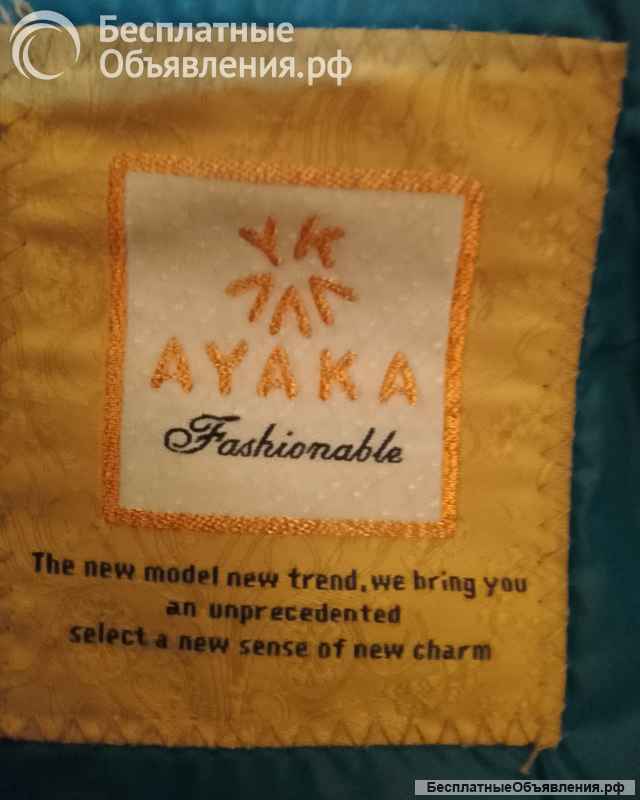 Бесплатные
Объявления.рф
YK
AYAKA
Fashionable
The new model new trend, we bring you
an unprecedented
select a new sense of new charm
БесплатныеОбъявления.рф